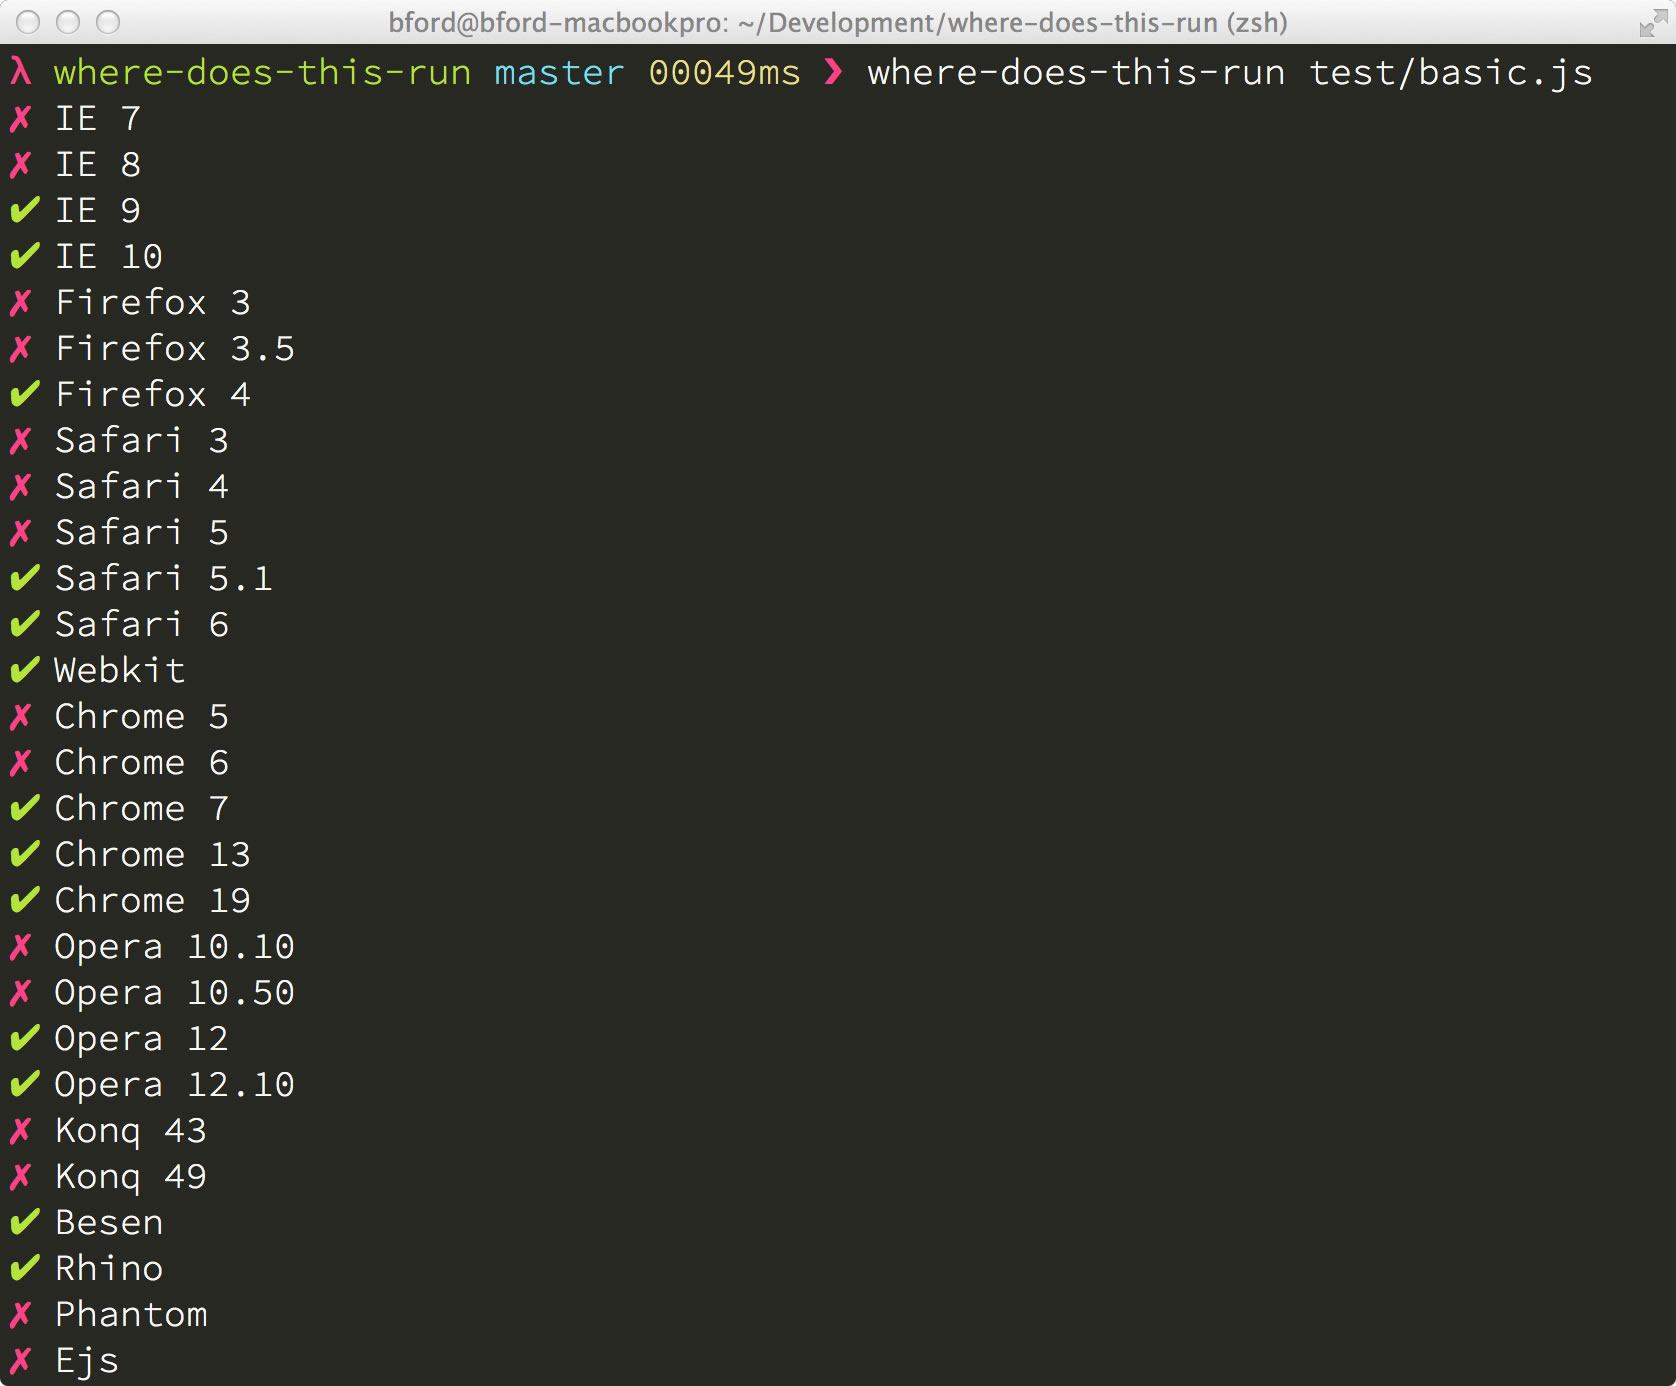 bford@bford-macbookpro: ~/Development/where-does-this-run (zsh)
λ where-does-this-run master 00049ms ❯ where-does-this-run test/basic.js
✗ IE 7
✗ IE 8
✔ IE 9
✔ IE 10
✗ Firefox 3
✗ Firefox 3.5
✔ Firefox 4
✗ Safari 3
✗ Safari 4
✗ Safari 5
✔ Safari 5.1
✔ Safari 6
✔ Webkit
✗ Chrome 5
✗ Chrome 6
✔ Chrome 7
✔ Chrome 13
✔ Chrome 19
✗ Opera 10.10
✗ Opera 10.50
✔ Opera 12
✔ Opera 12.10
✗ Konq 43
✗ Konq 49
✔ Besen
✔ Rhino
✗ Phantom
✗ Ejs